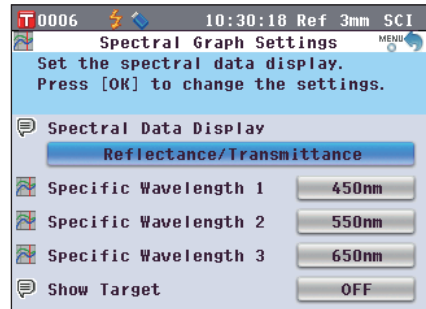 T 0006 10:30:18 Ref 3mm SCI
Spectral Graph Settings MENU
Set the spectral data display.
Press [OK] to change the settings.
Spectral Data Display
Reflectance/Transmittance
Specific Wavelength 1 450nm
Specific Wavelength 2 550nm
Specific Wavelength 3 650nm
Show Target OFF